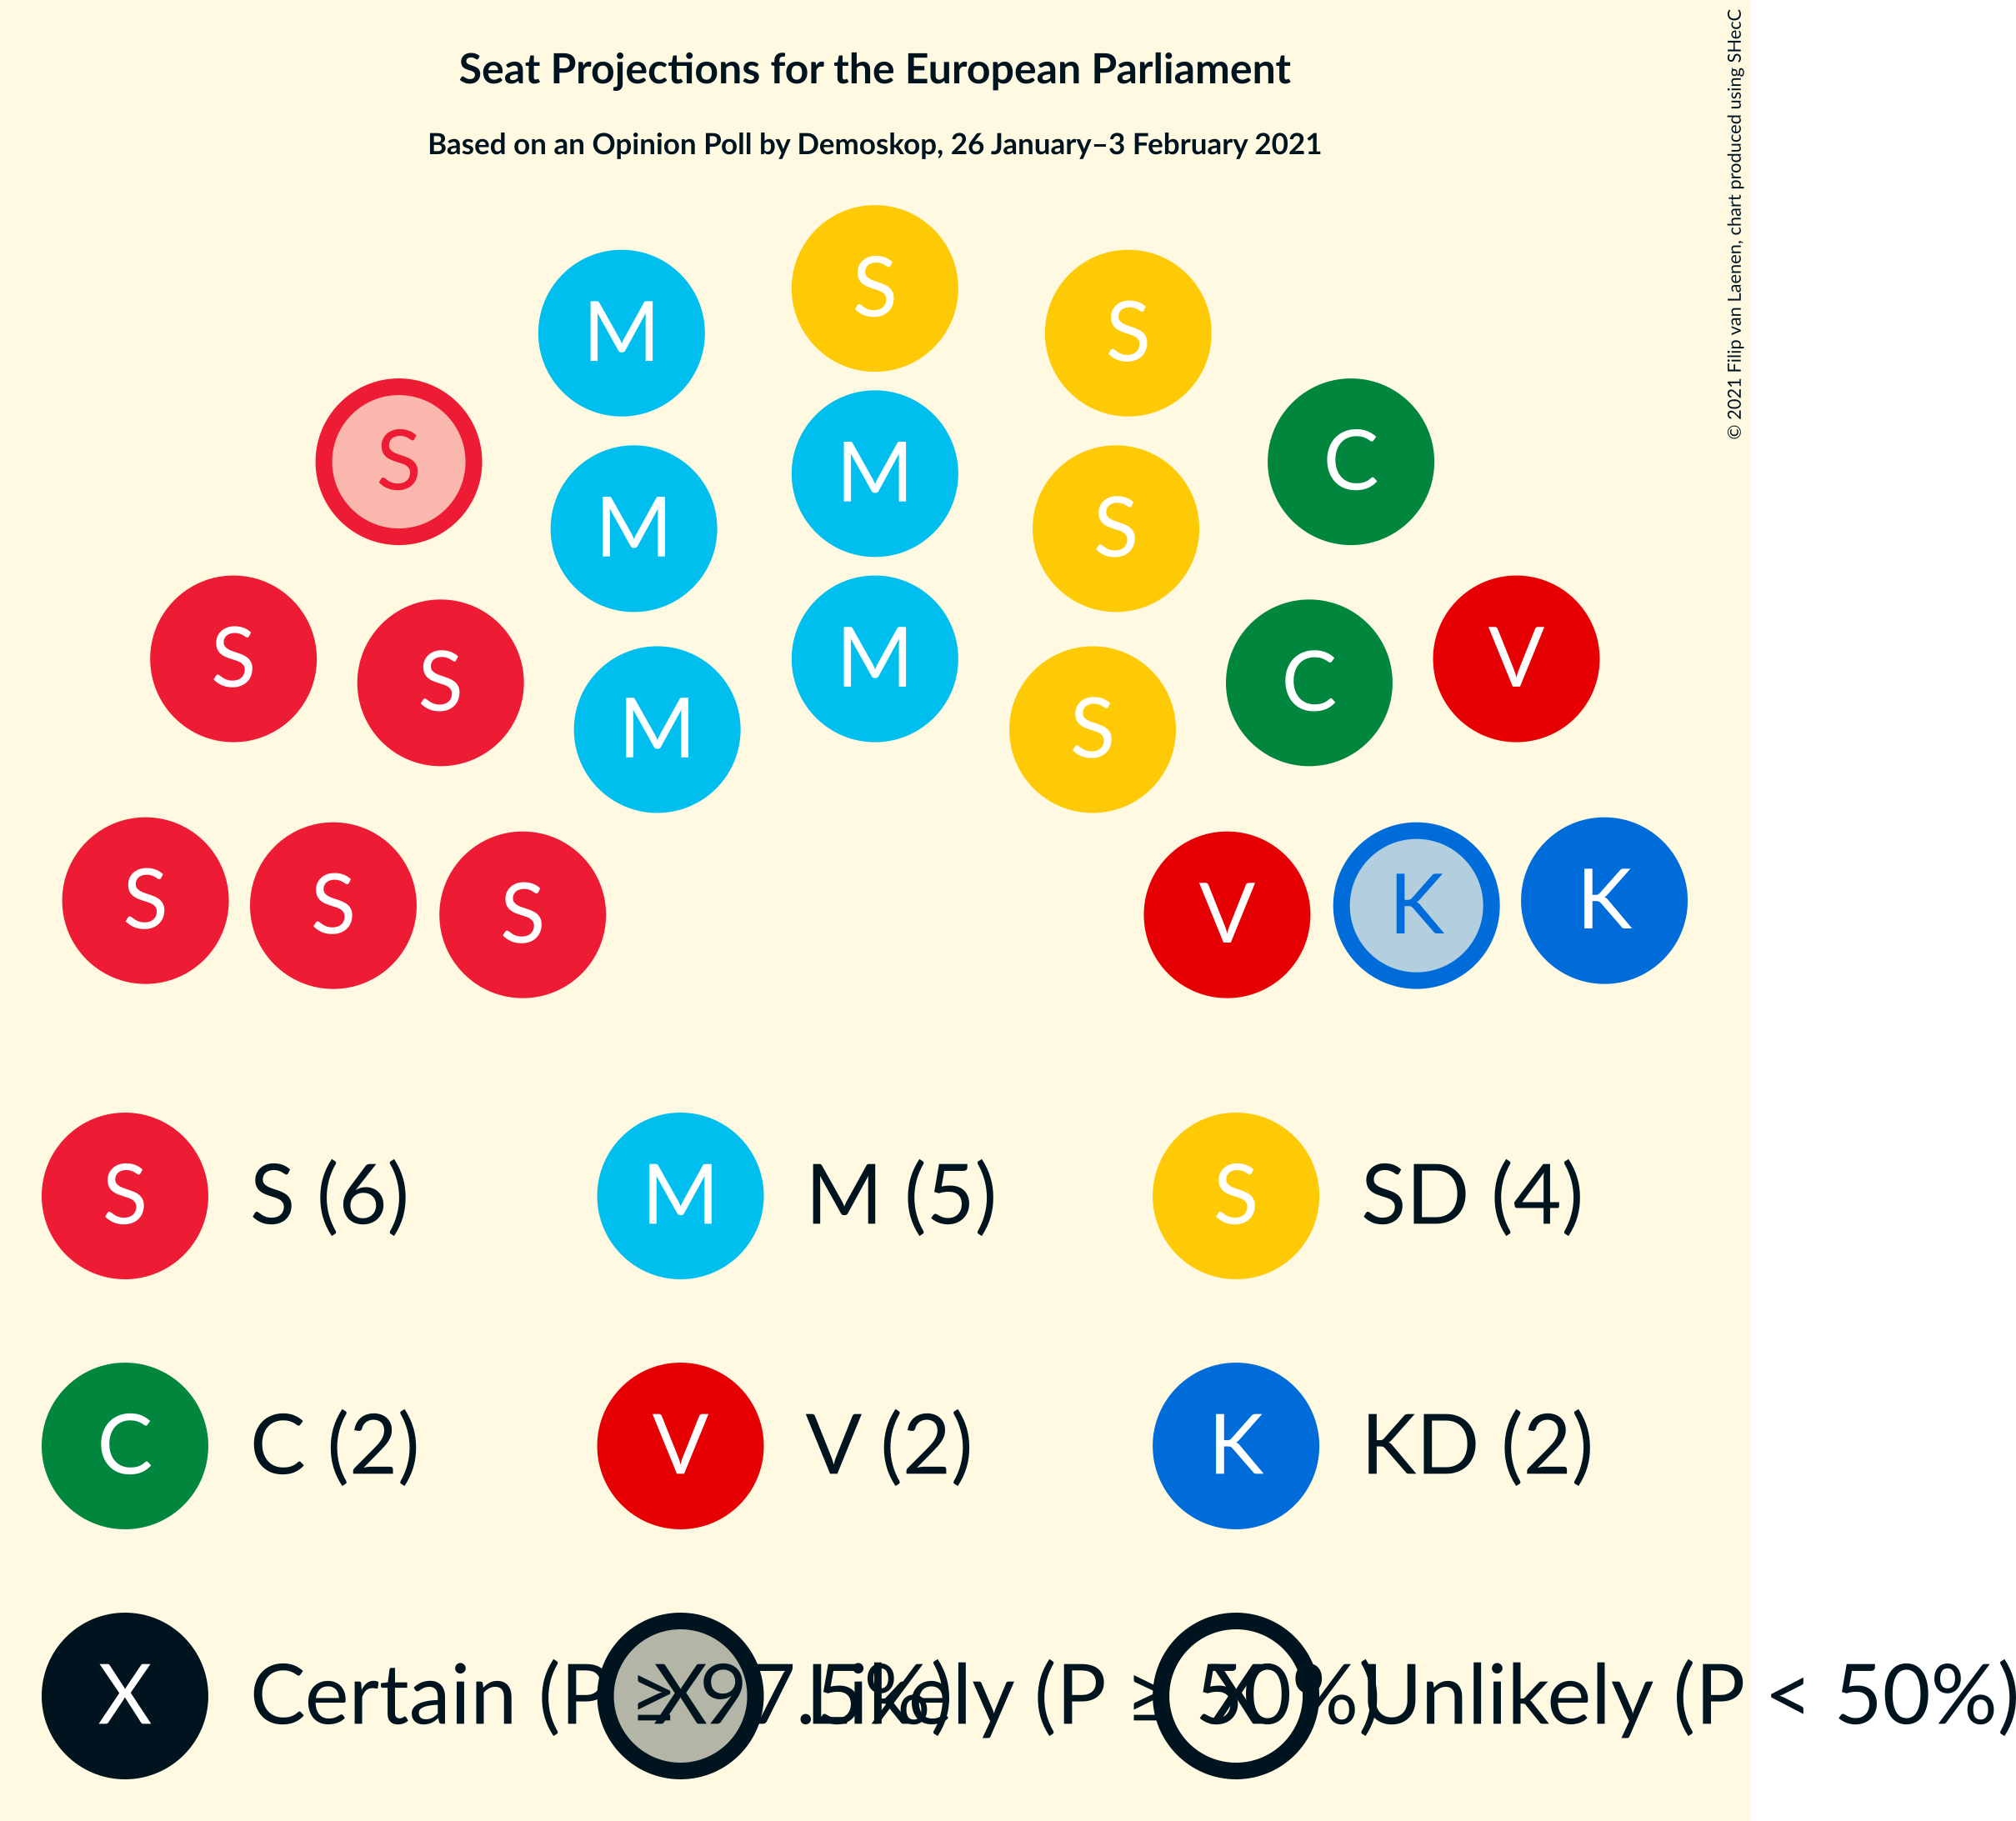 Seat Projections for the European Parliament
Based on an Opinion Poll by Demoskop, 26 January–3 February 2021
© 2021 Filip van Laenen, chart produced using SHecC
S
M S
S C
M
M S
S
M
S V
S C
M S
S K
S K
S V
S S (6) M M (5) S SD (4)
C C (2) V V (2) K KD (2)
X Certain (P ≥ 97.5%) X Likely (P ≥ 50%) X Unlikely (P < 50%)